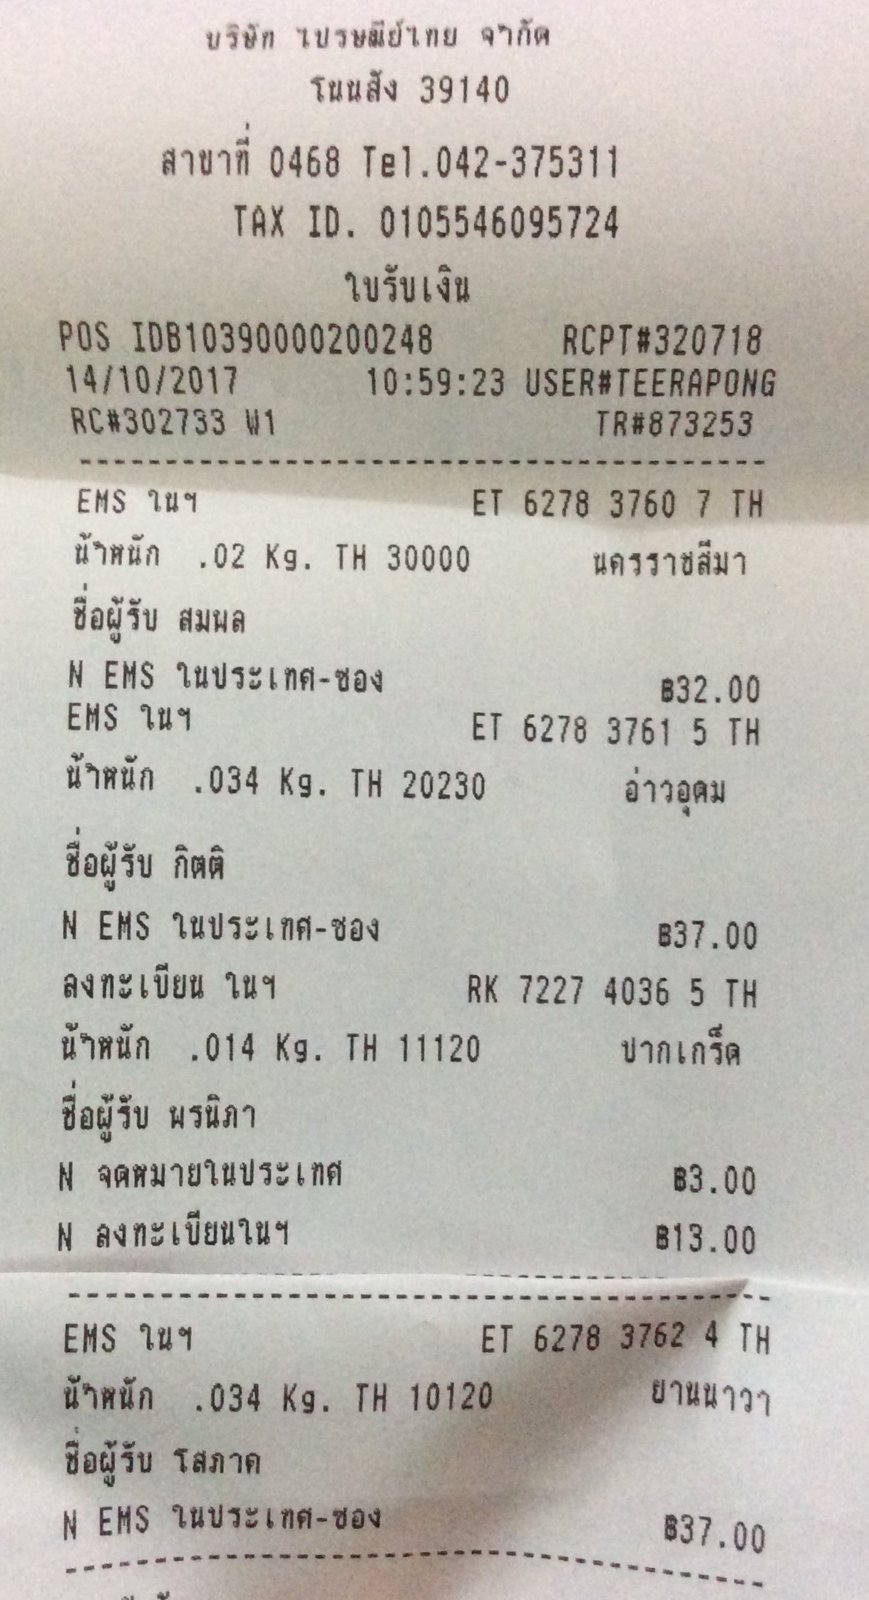 บริษัท ไปรษณีย์ไทย จำกัด
โนนสัง 39140
สาขาที่ 0468 Tel.042-375311
TAX ID. 0105546095724
ใบรับเงิน
POS IDB10390000200248 RCPT#320718
14/10/2017 10:59:23 USER#TEERAPONG
RC#302733 W1 TR#873253
EMS ในฯ ET 6278 3760 7 TH
น้ำหนัก .02 Kg. TH 30000 นครราชสีมา
ชื่อผู้รับ สมผล
N EMS ในประเทศ-ซอง ฿32.00
EMS ในฯ ET 6278 3761 5 TH
น้ำหนัก .034 Kg. TH 20230 อ่าวอุดม
ชื่อผู้รับ กิตติ
N EMS ในประเทศ-ซอง ฿37.00
ลงทะเบียน ในฯ RK 7227 4036 5 TH
น้ำหนัก .014 Kg. TH 11120 ปากเกร็ด
ชื่อผู้รับ พรนิภา
N จดหมายในประเทศ ฿3.00
N ลงทะเบียนในฯ ฿13.00
EMS ในฯ ET 6278 3762 4 TH
น้ำหนัก .034 Kg. TH 10120 ยานนาวา
ชื่อผู้รับ โสภาค
N EMS ในประเทศ-ซอง ฿37.00